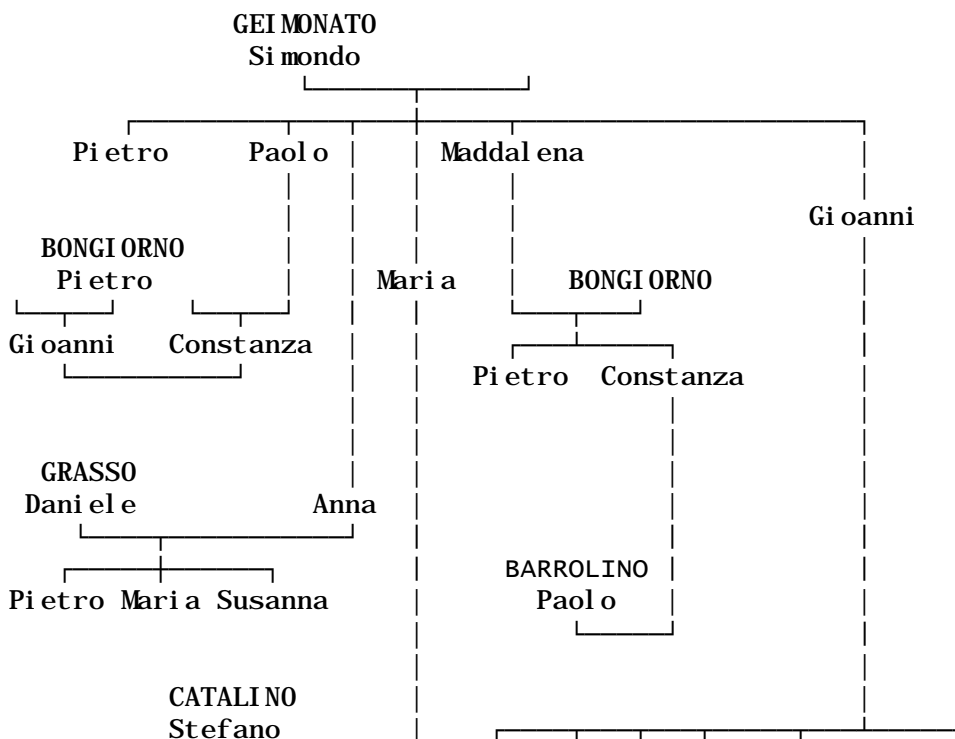 GEIMONATO
Simondo
Pietro Paolo Maddalena
Gioanni
BONGIORNO
Pietro Maria BONGIORNO
Gioanni Constanza
Pietro Constanza
GRASSO
Daniele Anna
BARROLINO
Pietro Maria Susanna Paolo
CATALINO
Stefano